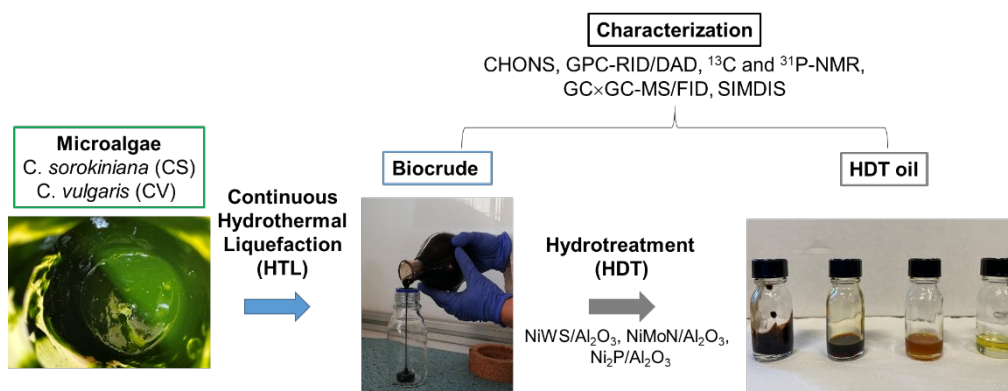 Characterization
CHONS, GPC-RID/DAD, ¹³C and ³¹P-NMR,
GC×GC-MS/FID, SIMDIS
Microalgae
C. sorokiniana (CS)
C. vulgaris (CV)
Continuous
Hydrothermal
Liquefaction
(HTL)
Biocrude
Hydrotreatment
(HDT)
NiWS/Al₂O₃, NiMoN/Al₂O₃,
Ni₂P/Al₂O₃
HDT oil